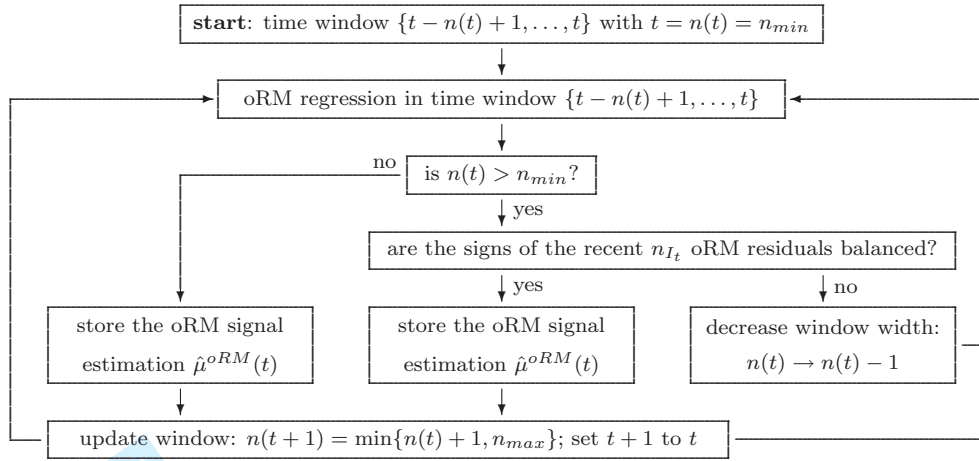 start: time window {t − n(t) + 1, . . . , t} with t = n(t) = n_min
oRM regression in time window {t − n(t) + 1, . . . , t}
is n(t) > n_min?
no
yes
are the signs of the recent n_{I_t} oRM residuals balanced?
yes
no
store the oRM signal
estimation μ̂^{oRM}(t)
store the oRM signal
estimation μ̂^{oRM}(t)
decrease window width:
n(t) → n(t) − 1
update window: n(t + 1) = min{n(t) + 1, n_max}; set t + 1 to t